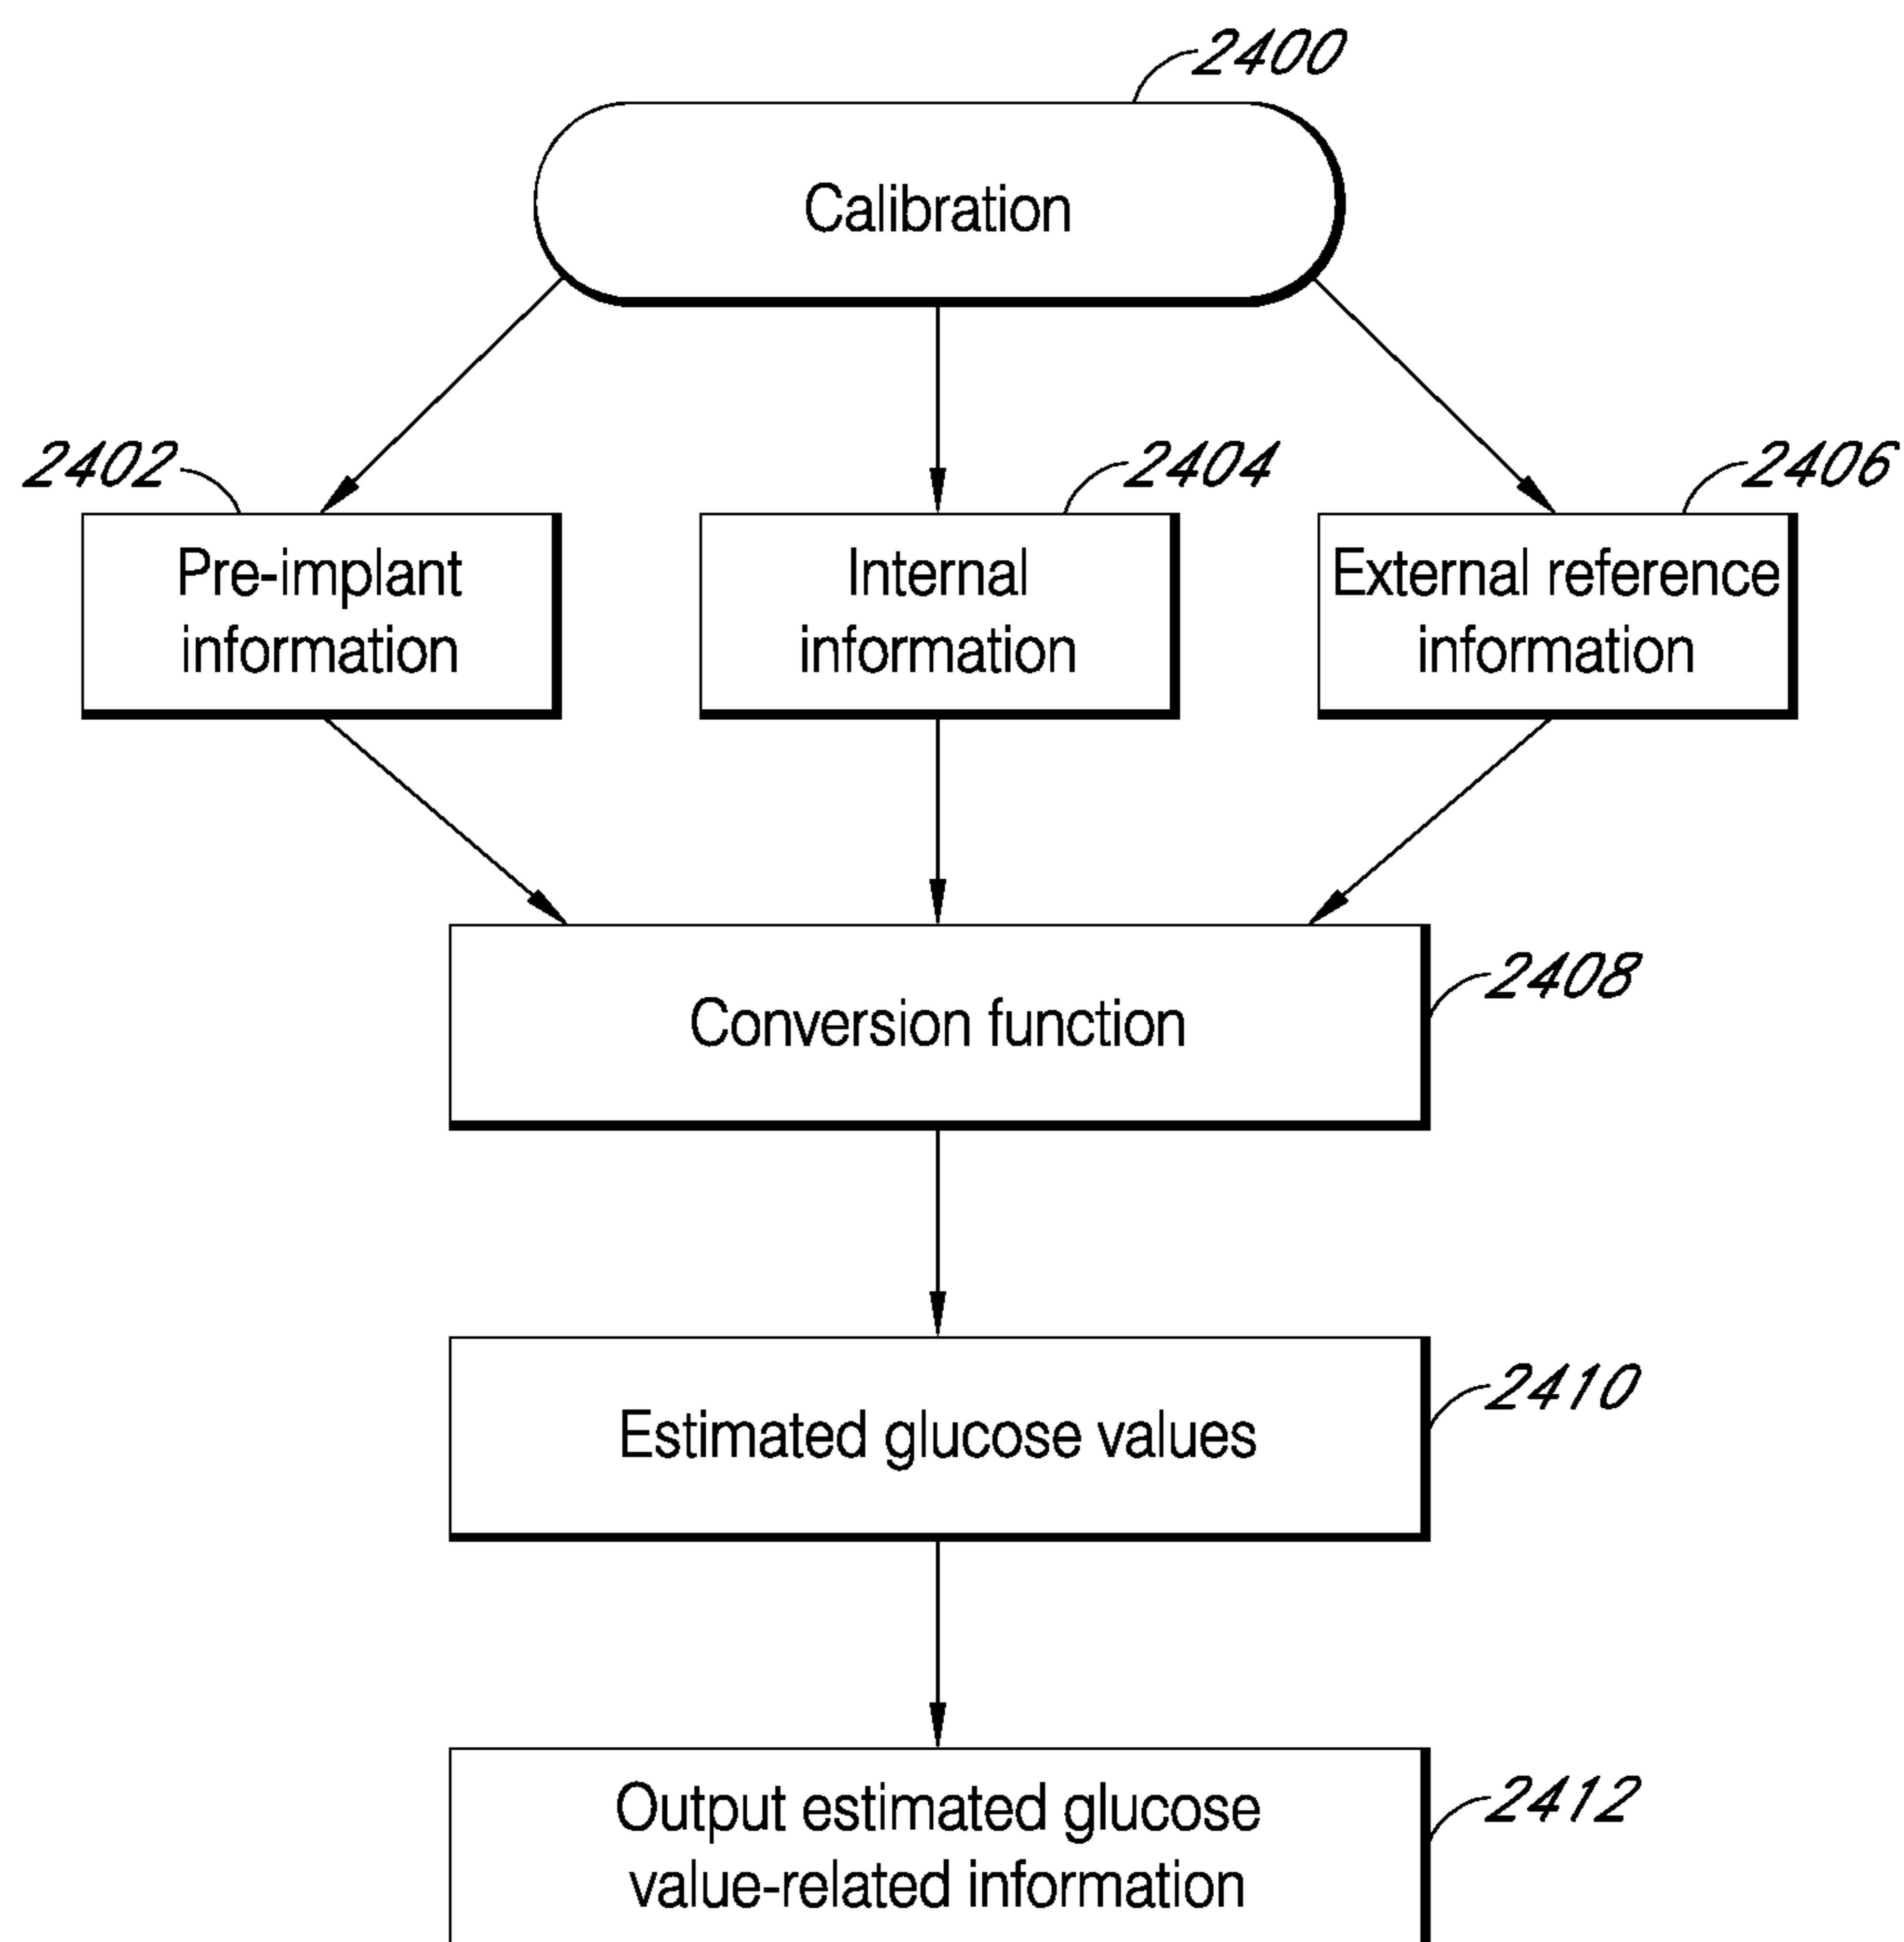 2400
Calibration
2402
2404
2406
Pre-implant
information
Internal
information
External reference
information
2408
Conversion function
2410
Estimated glucose values
2412
Output estimated glucose
value-related information